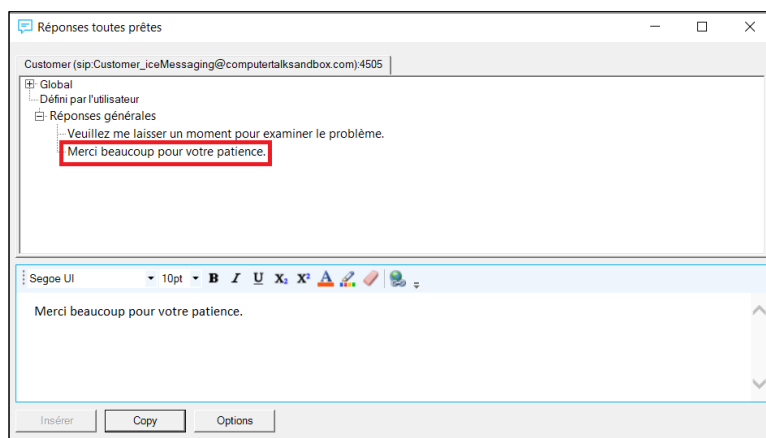 Réponses toutes prêtes
Customer (sip:Customer_iceMessaging@computertalksandbox.com):4505
Global
Défini par l'utilisateur
Réponses générales
Veuillez me laisser un moment pour examiner le problème.
Merci beaucoup pour votre patience.
Segoe UI 10pt B I U X₂ X² A
Merci beaucoup pour votre patience.
Insérer Copy Options